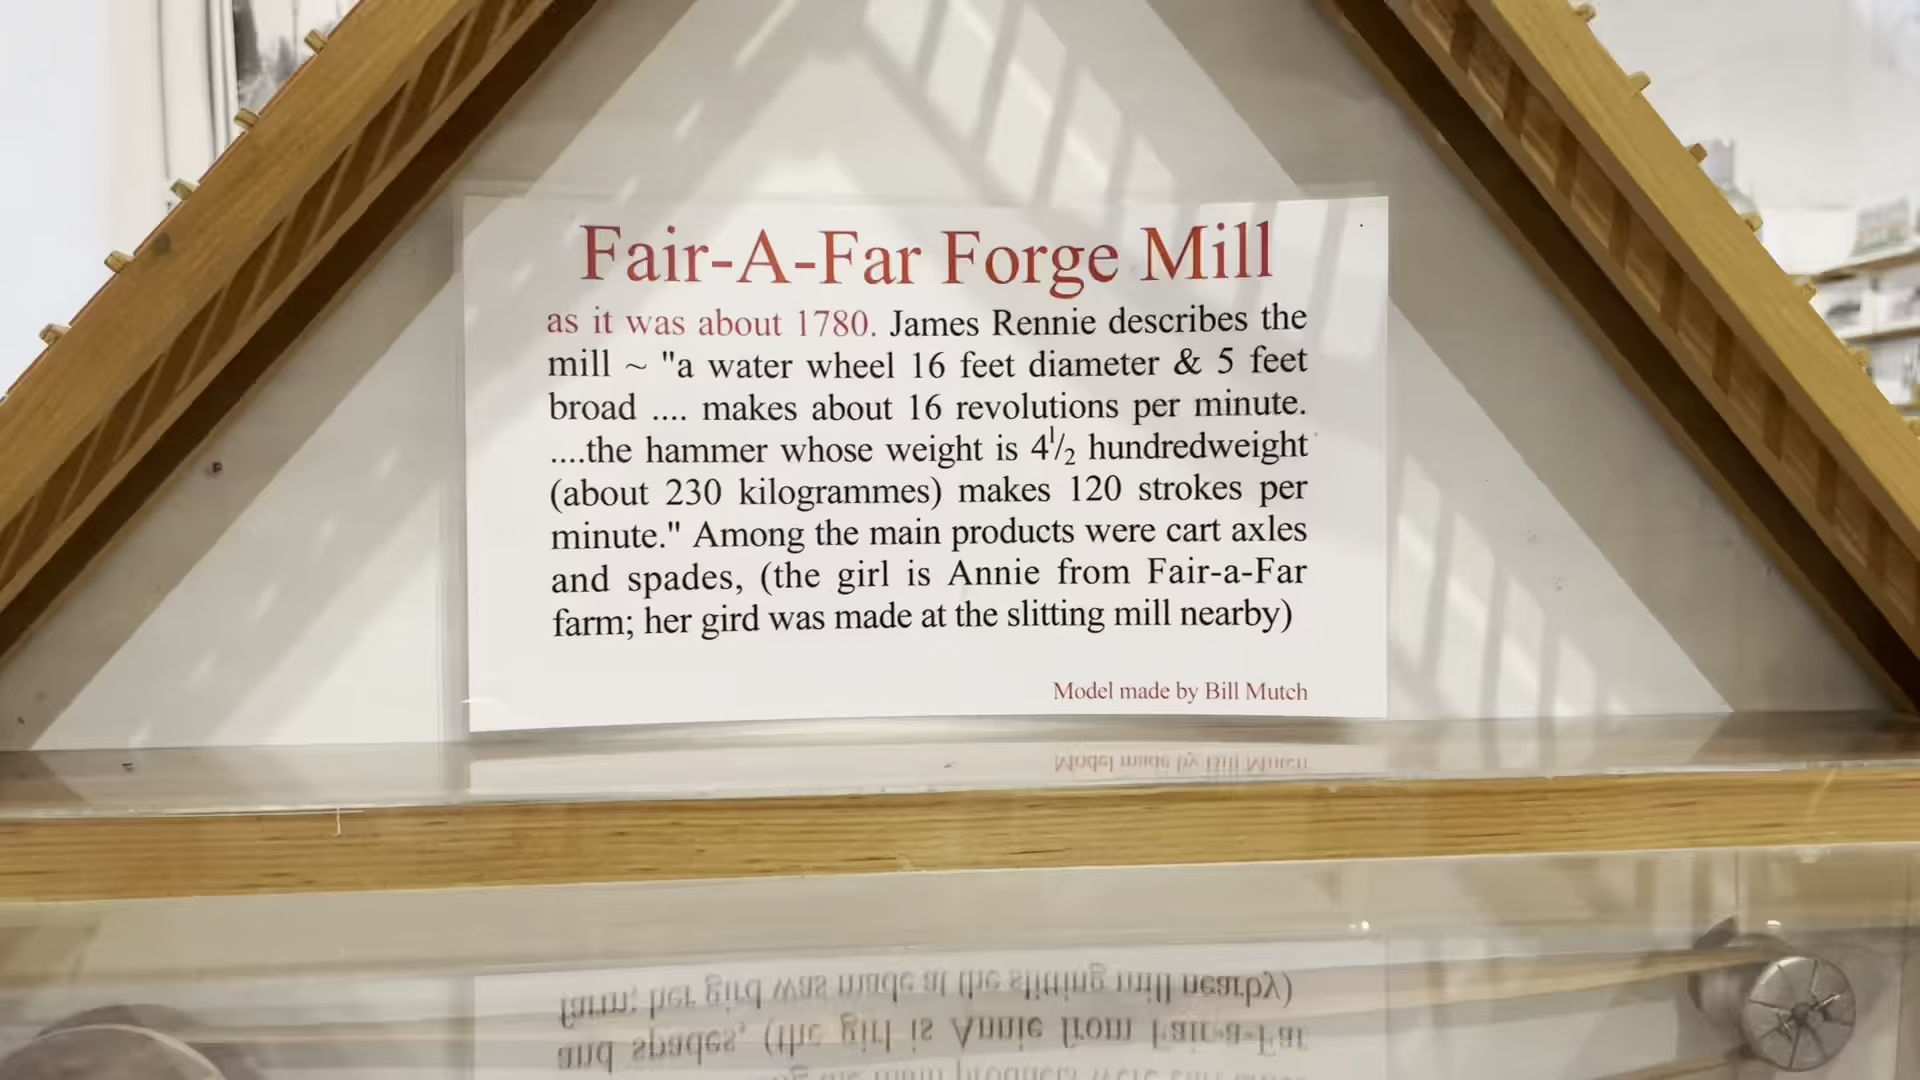 Fair-A-Far Forge Mill
as it was about 1780. James Rennie describes the
mill ~ "a water wheel 16 feet diameter & 5 feet
broad .... makes about 16 revolutions per minute.
....the hammer whose weight is 4 1/2 hundredweight
(about 230 kilogrammes) makes 120 strokes per
minute." Among the main products were cart axles
and spades, (the girl is Annie from Fair-a-Far
farm; her gird was made at the slitting mill nearby)
Model made by Bill Mutch